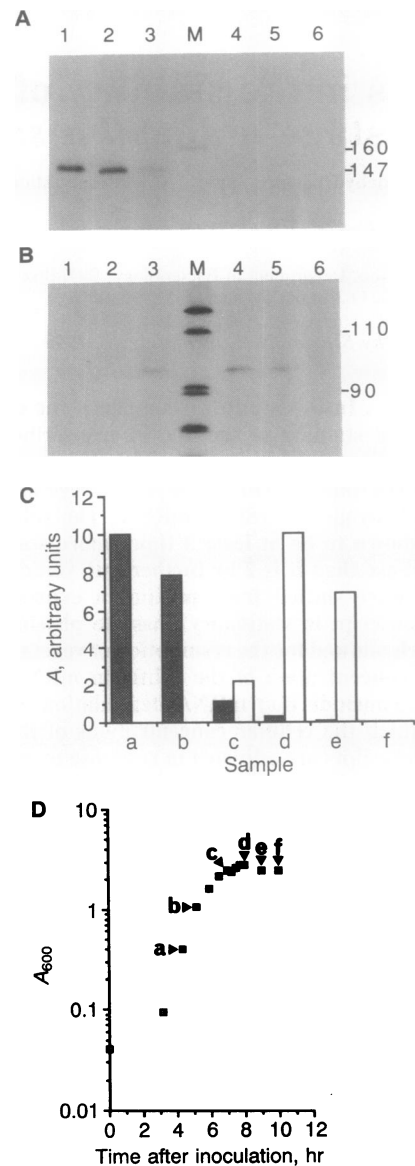 A
1 2 3 M 4 5 6
-160
-147
B
1 2 3 M 4 5 6
-110
-90
C
12
10
8
6
4
2
0
A, arbitrary units
a b c d e f
Sample
D
10
1
0.1
0.01
A600
a
b
c
d
e
f
0 2 4 6 8 10 12
Time after inoculation, hr